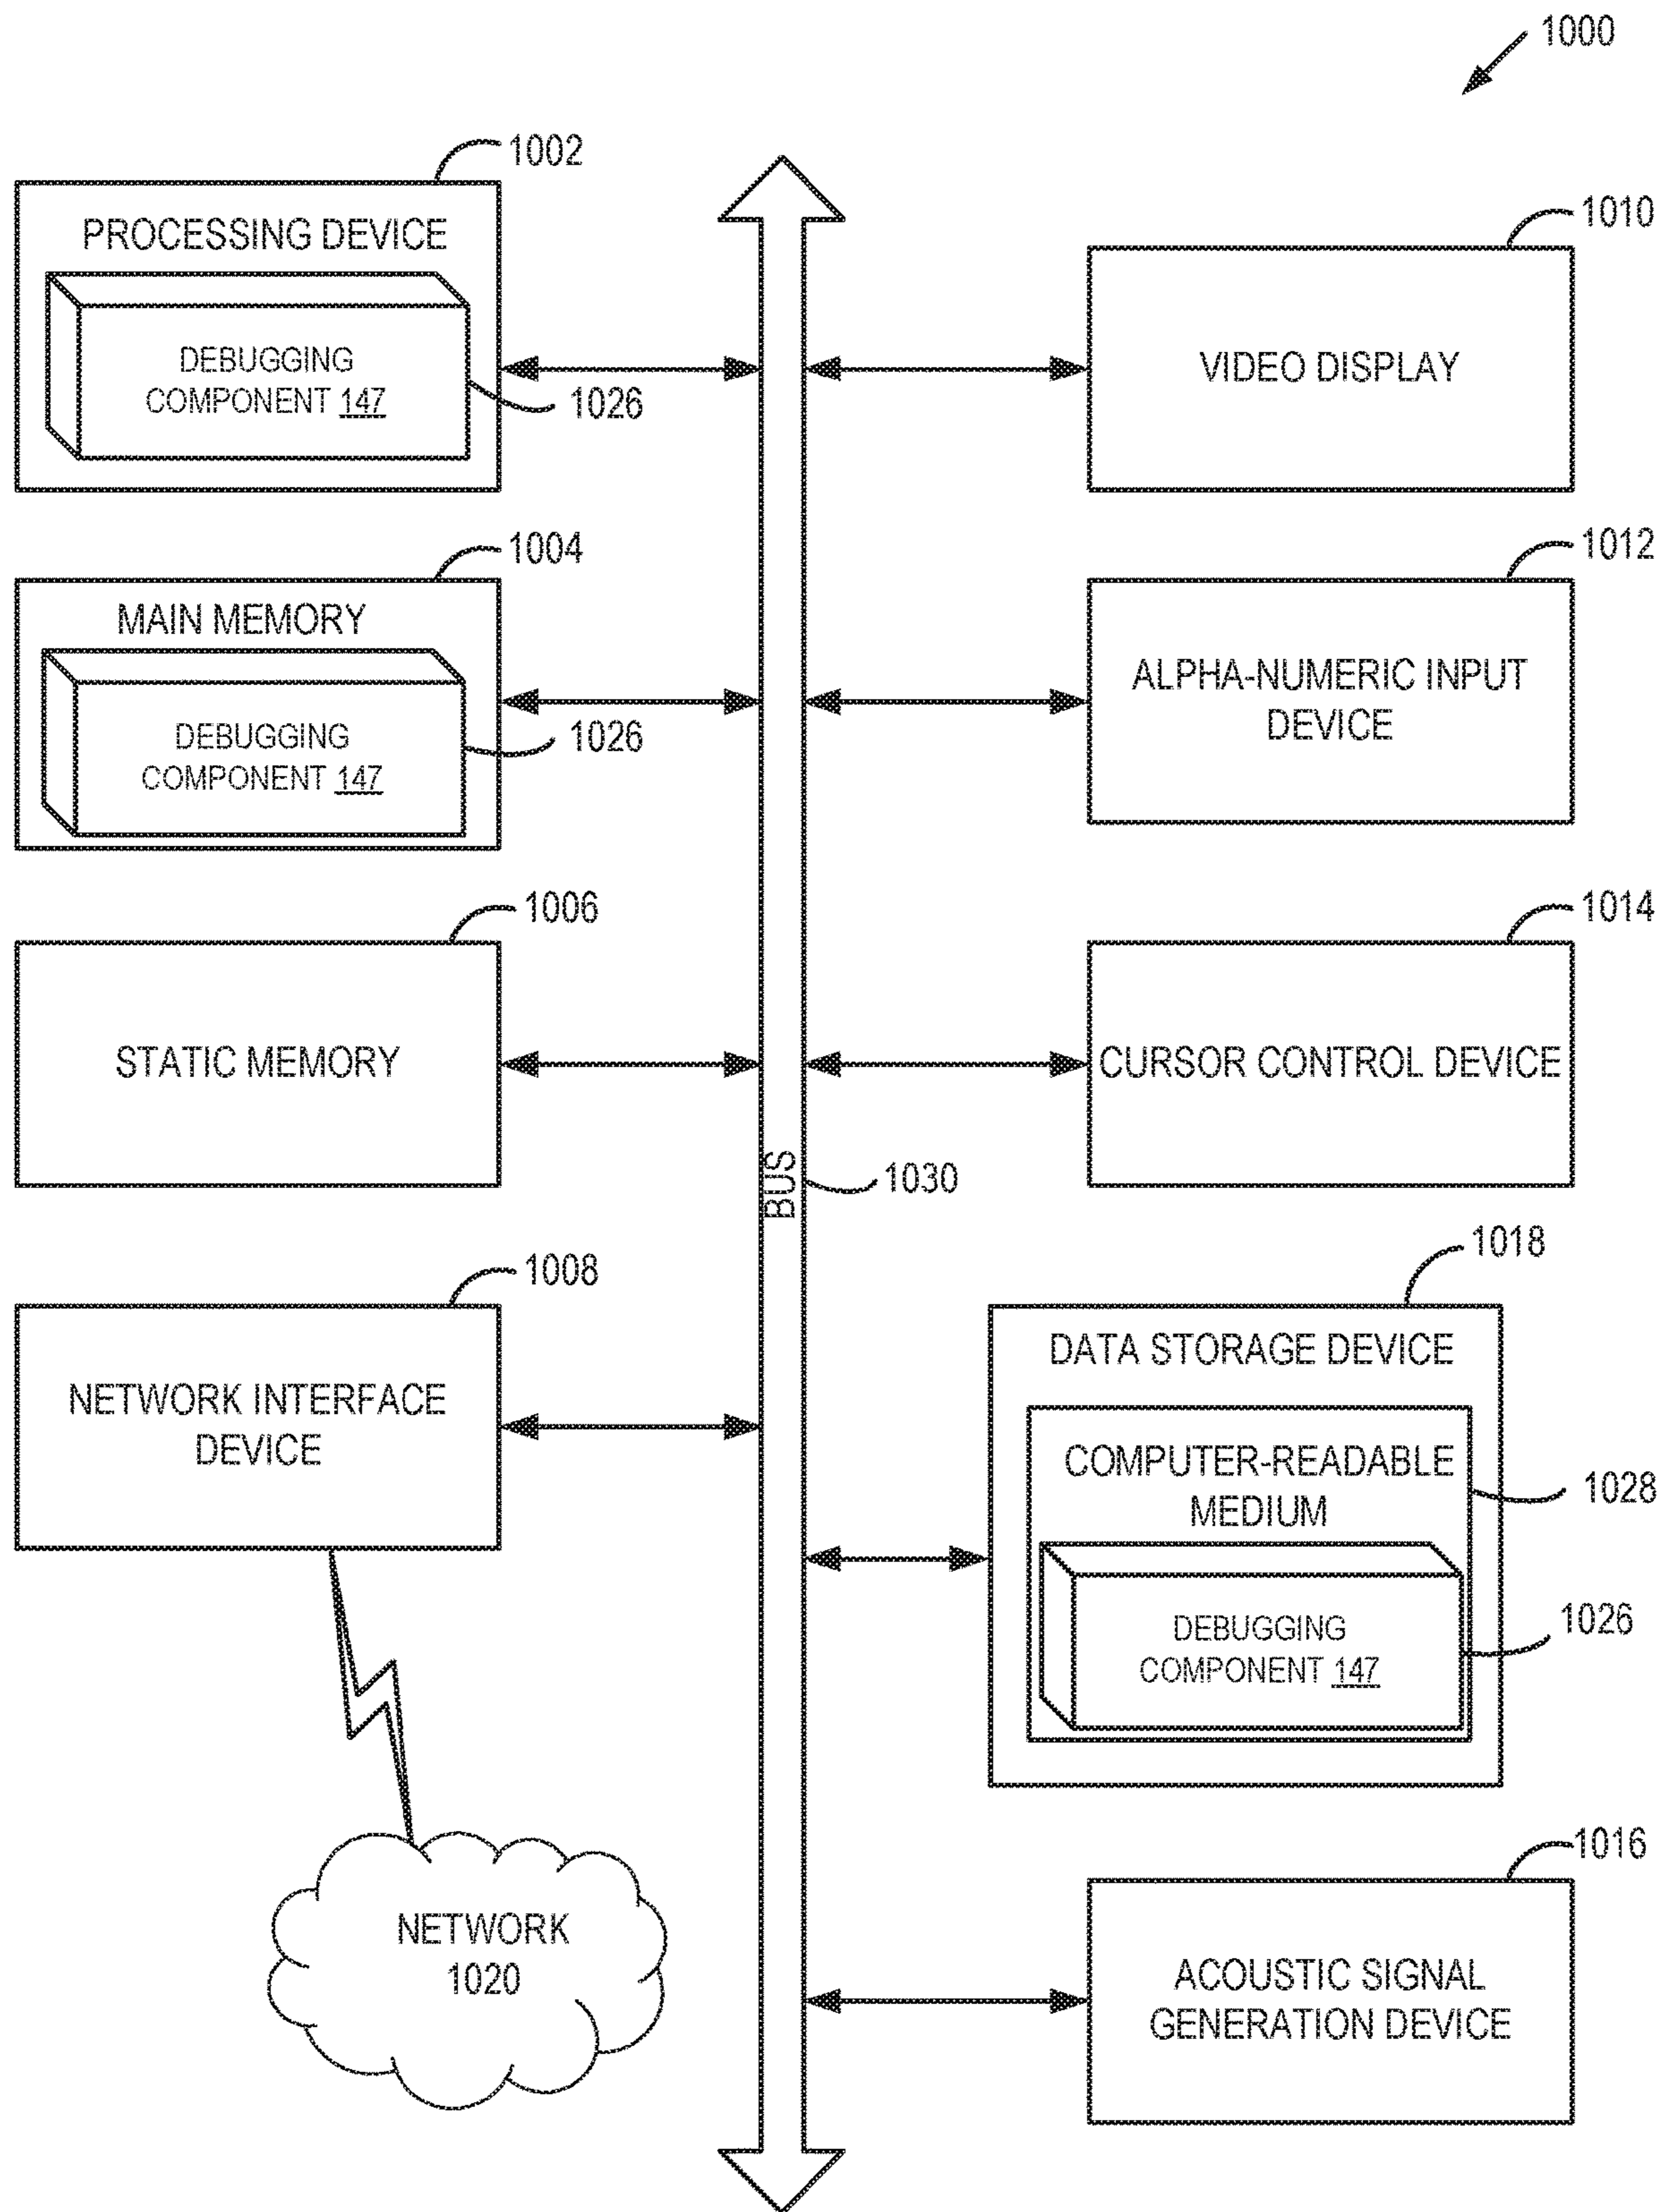 1000
1002
PROCESSING DEVICE
DEBUGGING
COMPONENT 147
1026
1010
VIDEO DISPLAY
1004
MAIN MEMORY
DEBUGGING
COMPONENT 147
1026
1012
ALPHA-NUMERIC INPUT
DEVICE
1006
STATIC MEMORY
1014
CURSOR CONTROL DEVICE
BUS
1030
1008
NETWORK INTERFACE
DEVICE
1018
DATA STORAGE DEVICE
COMPUTER-READABLE
MEDIUM
1028
DEBUGGING
COMPONENT 147
1026
NETWORK
1020
1016
ACOUSTIC SIGNAL
GENERATION DEVICE